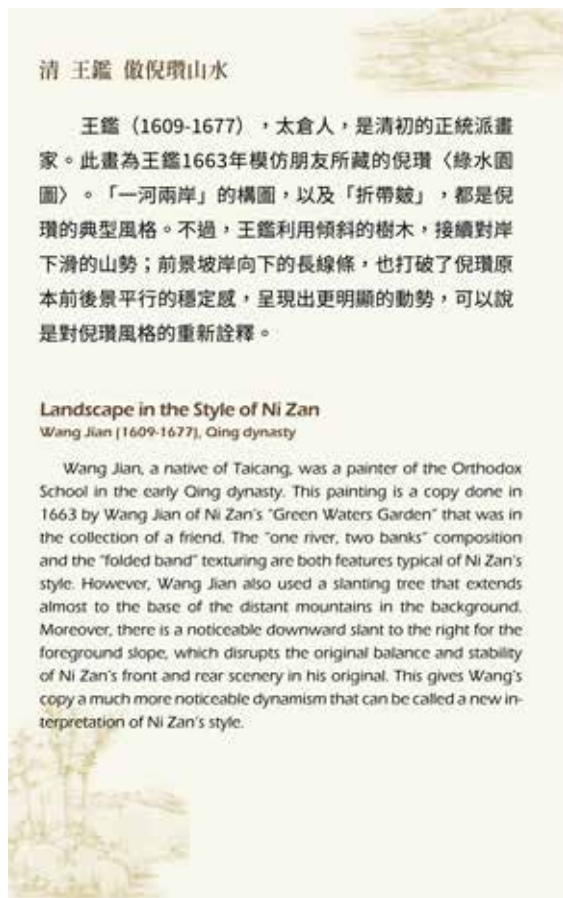 清 王鑑 倣倪瓚山水
王鑑（1609-1677），太倉人，是清初的正統派畫
家。此畫為王鑑1663年模仿朋友所藏的倪瓚〈綠水園
圖〉。「一河兩岸」的構圖，以及「折帶皴」，都是倪
瓚的典型風格。不過，王鑑利用傾斜的樹木，接續對岸
下滑的山勢；前景坡岸向下的長線條，也打破了倪瓚原
本前後景平行的穩定感，呈現出更明顯的動勢，可以說
是對倪瓚風格的重新詮釋。
Landscape in the Style of Ni Zan
Wang Jian (1609-1677), Qing dynasty
Wang Jian, a native of Taicang, was a painter of the Orthodox
School in the early Qing dynasty. This painting is a copy done in
1663 by Wang Jian of Ni Zan's "Green Waters Garden" that was in
the collection of a friend. The "one river, two banks" composition
and the "folded band" texturing are both features typical of Ni Zan's
style. However, Wang Jian also used a slanting tree that extends
almost to the base of the distant mountains in the background.
Moreover, there is a noticeable downward slant to the right for the
foreground slope, which disrupts the original balance and stability
of Ni Zan's front and rear scenery in his original. This gives Wang's
copy a much more noticeable dynamism that can be called a new in-
terpretation of Ni Zan's style.